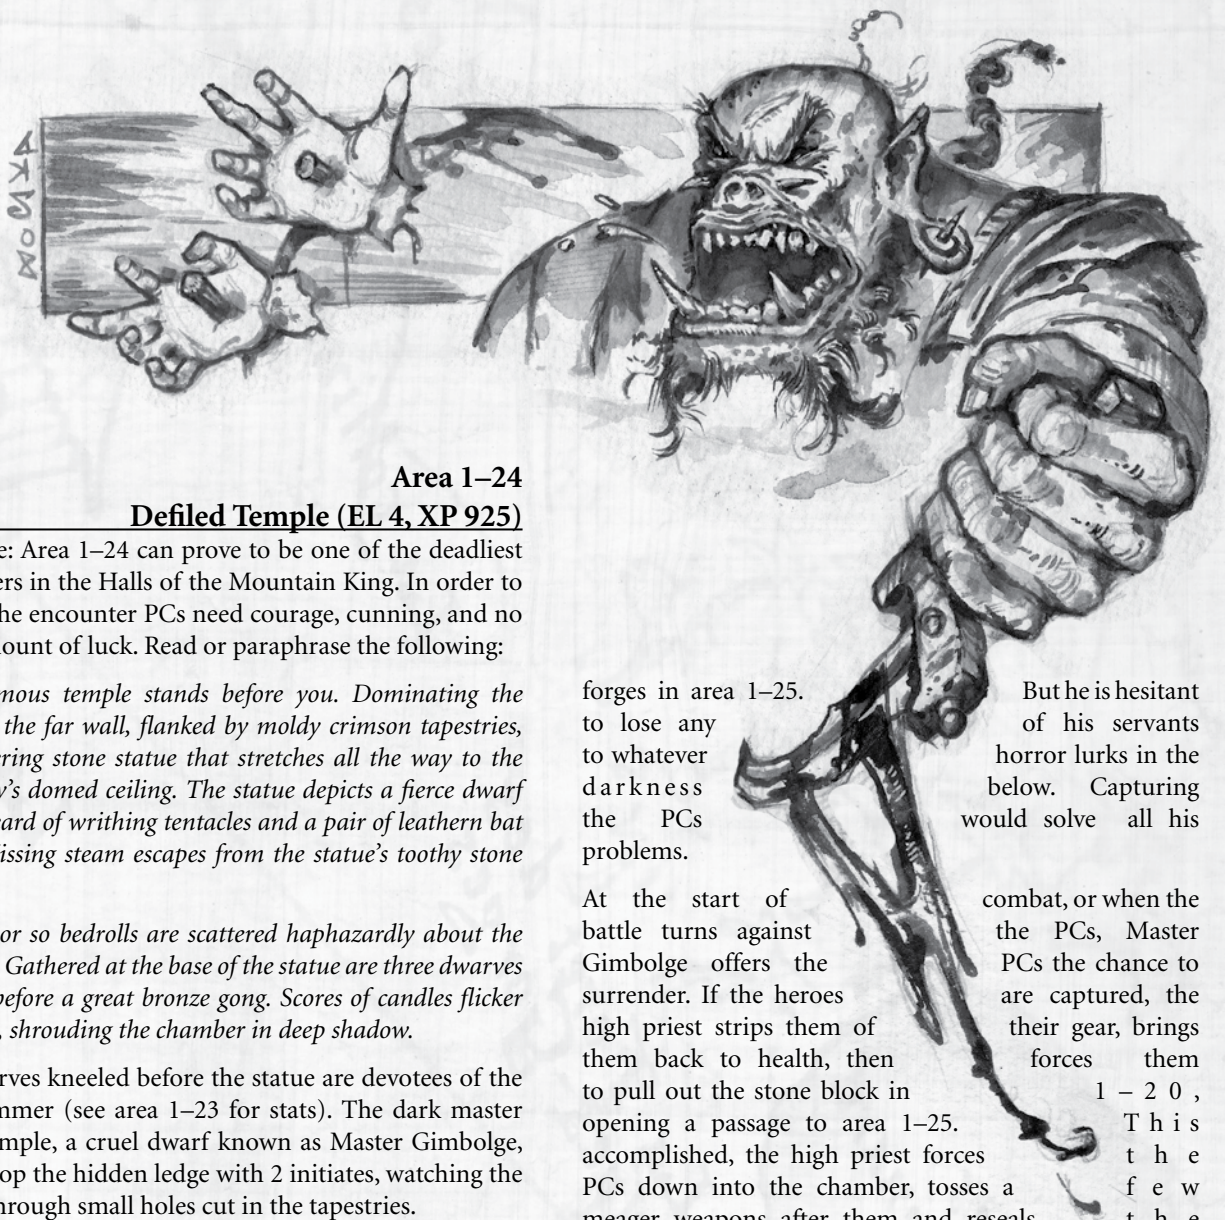 Area 1–24
Defiled Temple (EL 4, XP 925)
e: Area 1–24 can prove to be one of the deadliest
ers in the Halls of the Mountain King. In order to
he encounter PCs need courage, cunning, and no
ount of luck. Read or paraphrase the following:
mous temple stands before you. Dominating the
the far wall, flanked by moldy crimson tapestries,
ring stone statue that stretches all the way to the
y’s domed ceiling. The statue depicts a fierce dwarf
eard of writhing tentacles and a pair of leathern bat
issing steam escapes from the statue’s toothy stone
or so bedrolls are scattered haphazardly about the
Gathered at the base of the statue are three dwarves
before a great bronze gong. Scores of candles flicker
, shrouding the chamber in deep shadow.
rves kneeled before the statue are devotees of the
mmer (see area 1–23 for stats). The dark master
mple, a cruel dwarf known as Master Gimbolge,
op the hidden ledge with 2 initiates, watching the
hrough small holes cut in the tapestries.
forges in area 1–25. But he is hesitant
to lose any of his servants
to whatever horror lurks in the
darkness below. Capturing
the PCs would solve all his
problems.
At the start of combat, or when the
battle turns against the PCs, Master
Gimbolge offers the PCs the chance to
surrender. If the heroes are captured, the
high priest strips them of their gear, brings
them back to health, then forces them
to pull out the stone block in 1–20,
opening a passage to area 1–25. This
accomplished, the high priest forces the
PCs down into the chamber, tosses a few
meager weapons after them and reveals the